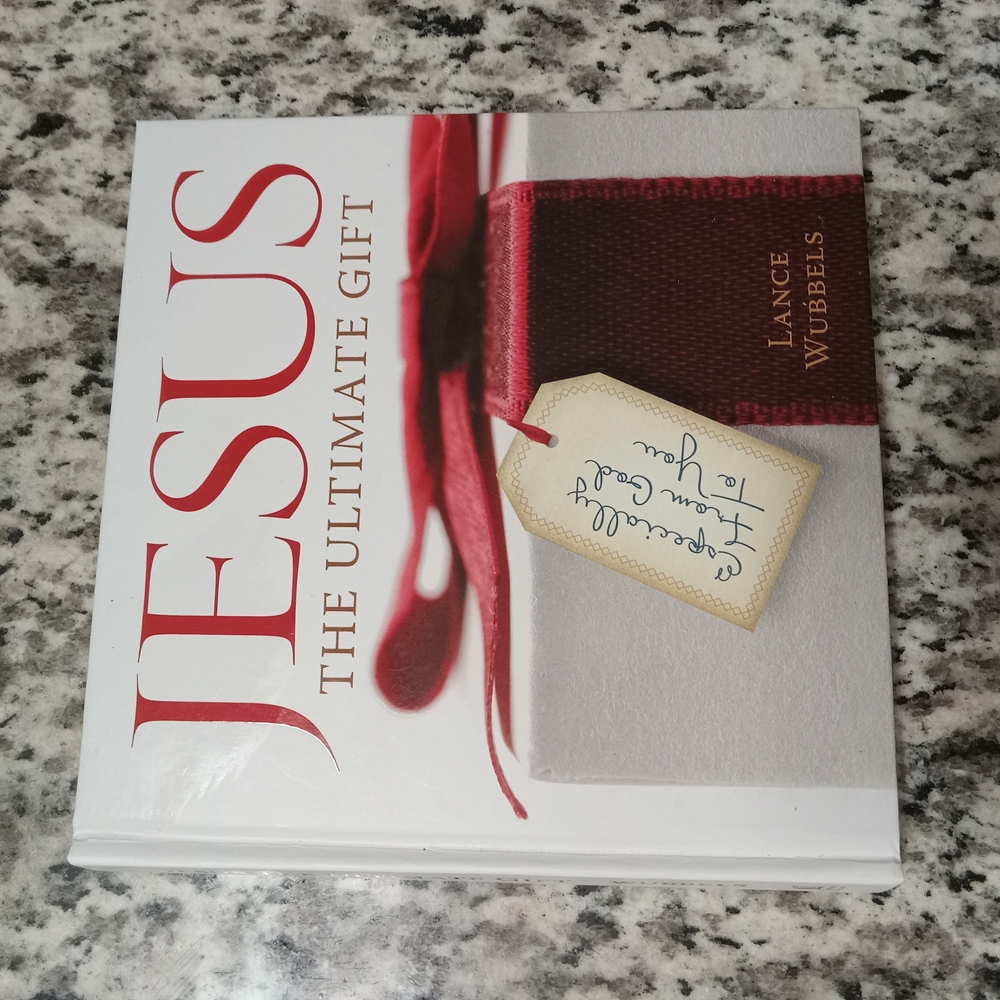 JESUS
THE ULTIMATE GIFT
Especially
From God
To You
LANCE
WUBBELS